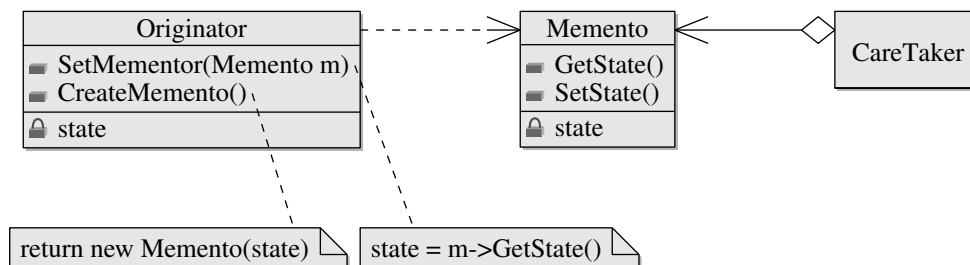 Originator
SetMementor(Memento m)
CreateMemento()
state
Memento
GetState()
SetState()
state
CareTaker
return new Memento(state)
state = m->GetState()